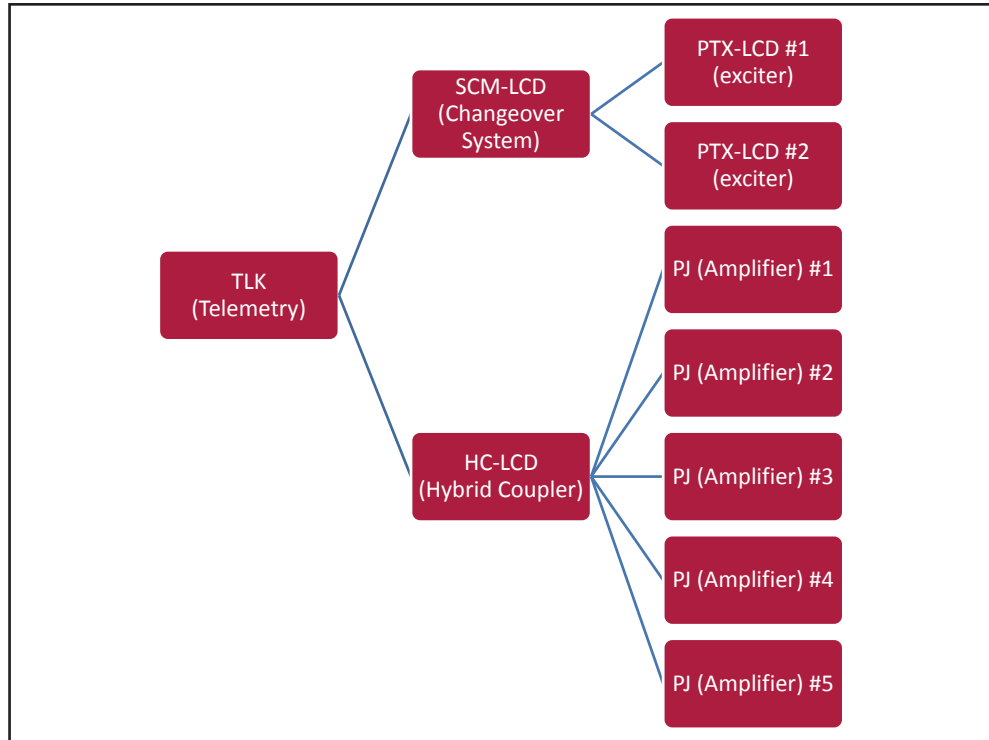 TLK
(Telemetry)
SCM-LCD
(Changeover
System)
PTX-LCD #1
(exciter)
PTX-LCD #2
(exciter)
HC-LCD
(Hybrid Coupler)
PJ (Amplifier) #1
PJ (Amplifier) #2
PJ (Amplifier) #3
PJ (Amplifier) #4
PJ (Amplifier) #5